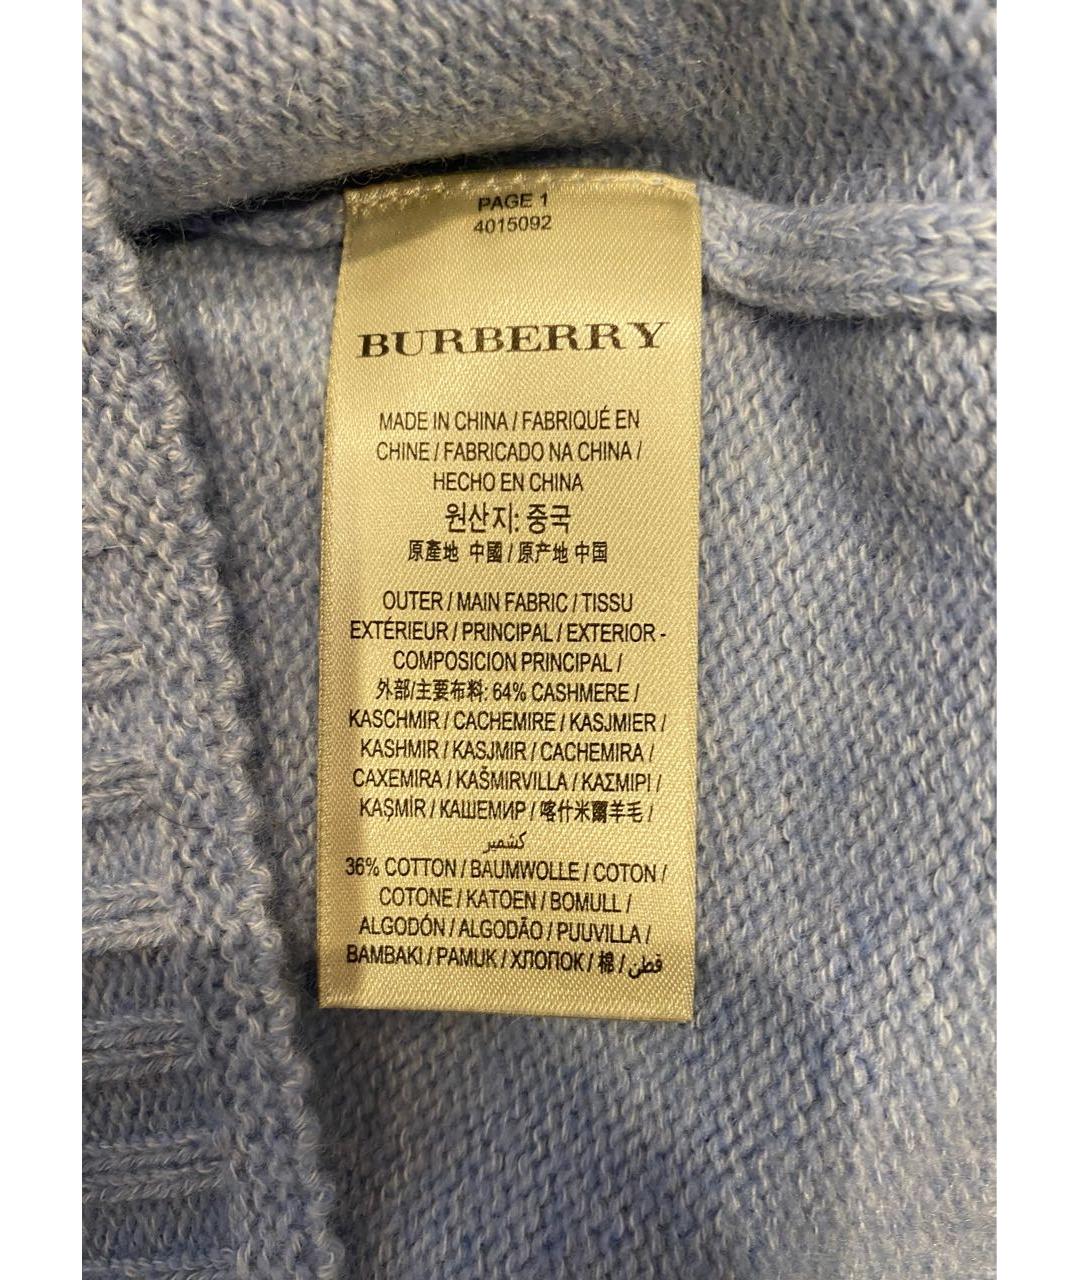 PAGE 1
4015092
BURBERRY
MADE IN CHINA / FABRIQUÉ EN
CHINE / FABRICADO NA CHINA /
HECHO EN CHINA
원산지: 중국
原產地 中國 / 原产地 中国
OUTER / MAIN FABRIC / TISSU
EXTÉRIEUR / PRINCIPAL / EXTERIOR -
COMPOSICION PRINCIPAL /
外部/主要布料: 64% CASHMERE /
KASCHMIR / CACHEMIRE / KASJMIER /
KASHMIR / KASJMIR / CACHEMIRA /
CAXEMIRA / KAŠMIRVILLA / ΚΑΣΜΙΡΙ /
KAŞMİR / КАШЕМИР / 喀什米爾羊毛 /
كشمير
36% COTTON / BAUMWOLLE / COTON /
COTONE / KATOEN / BOMULL /
ALGODÓN / ALGODÃO / PUUVILLA /
BAMBAKI / PAMUK / ХЛОПОК / 棉 / قطن